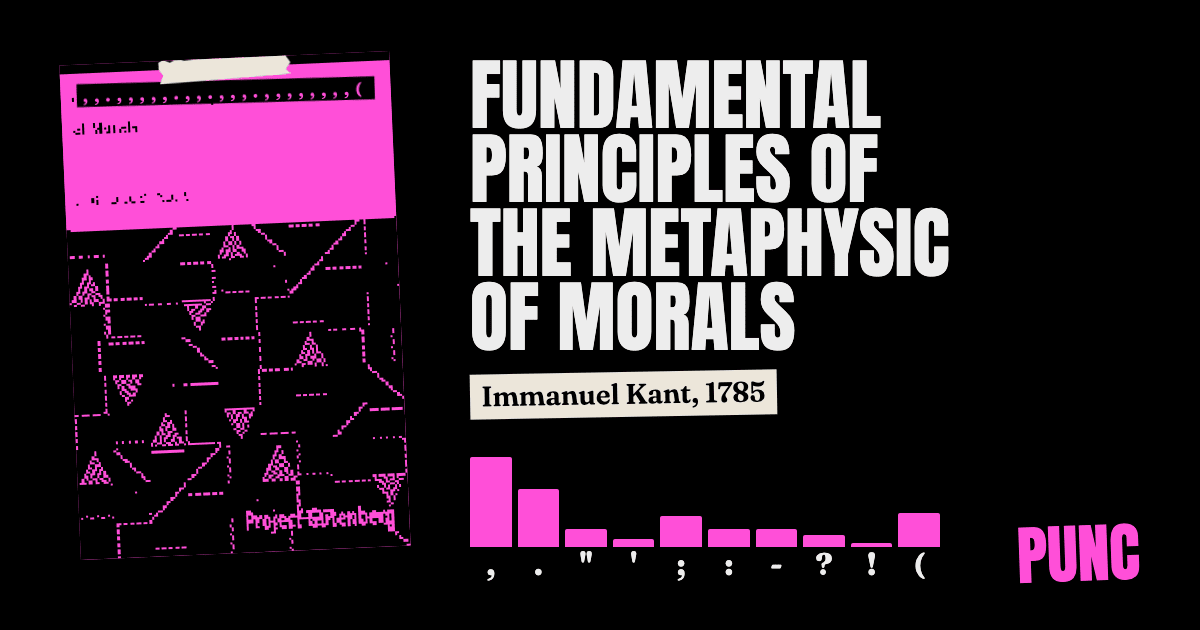 FUNDAMENTAL
PRINCIPLES OF
THE METAPHYSIC
OF MORALS
Immanuel Kant, 1785
, . " ' ; : - ? ! (
Project Gutenberg
PUNC